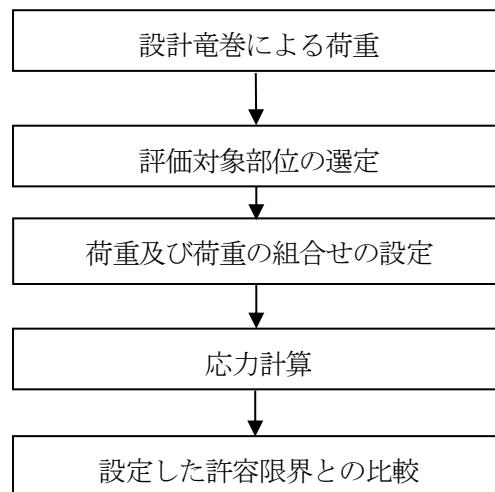 設計竜巻による荷重
評価対象部位の選定
荷重及び荷重の組合せの設定
応力計算
設定した許容限界との比較